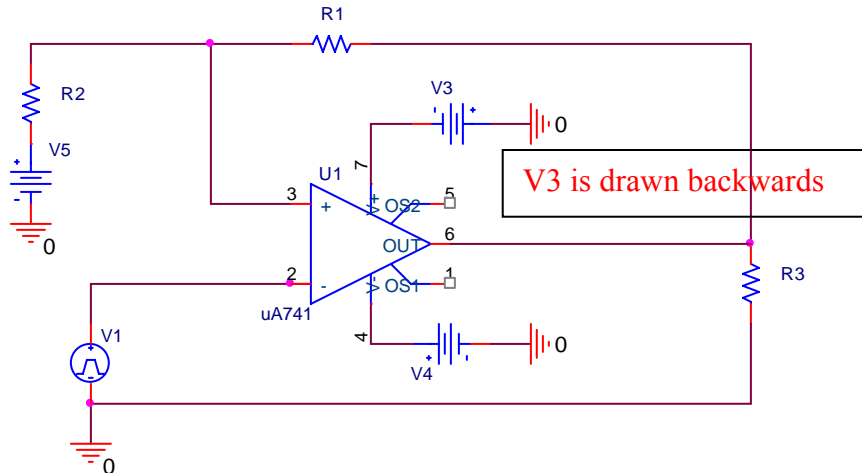 R1
R2
V3
- +
0
V5
+
-
7
U1
V3 is drawn backwards
3
+
V+
OS2
5
0
OUT
6
2
-
V-
OS1
1
R3
uA741
V1
+
-
4
+ -
V4
0
0